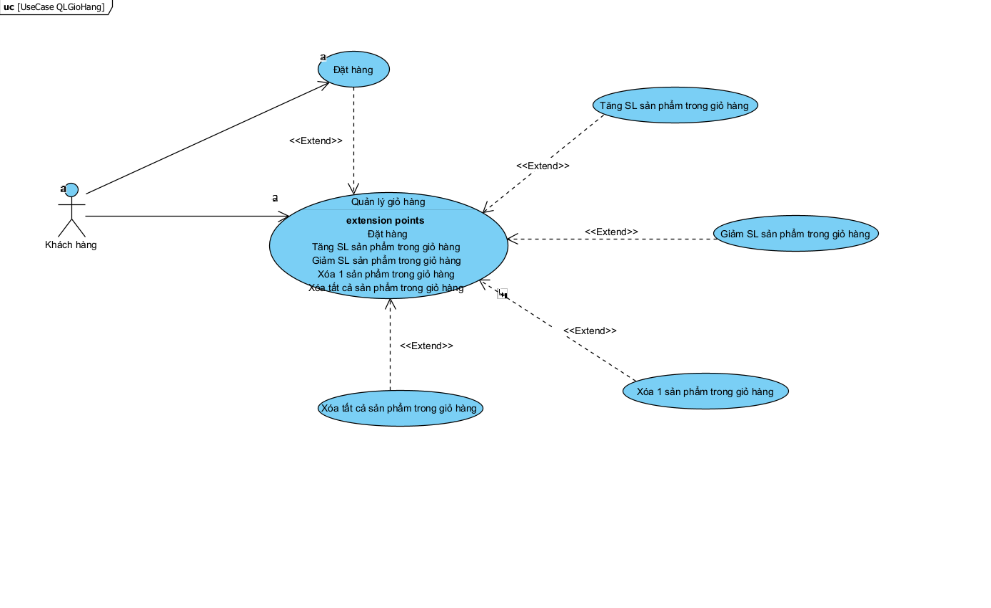 uc [UseCase QLGioHang]
a
Đặt hàng
Tăng SL sản phẩm trong giỏ hàng
<<Extend>>
<<Extend>>
a
a
Khách hàng
Quản lý giỏ hàng
extension points
Đặt hàng
Tăng SL sản phẩm trong giỏ hàng
Giảm SL sản phẩm trong giỏ hàng
Xóa 1 sản phẩm trong giỏ hàng
Xóa tất cả sản phẩm trong giỏ hàng
<<Extend>>
Giảm SL sản phẩm trong giỏ hàng
<<Extend>>
<<Extend>>
Xóa 1 sản phẩm trong giỏ hàng
Xóa tất cả sản phẩm trong giỏ hàng